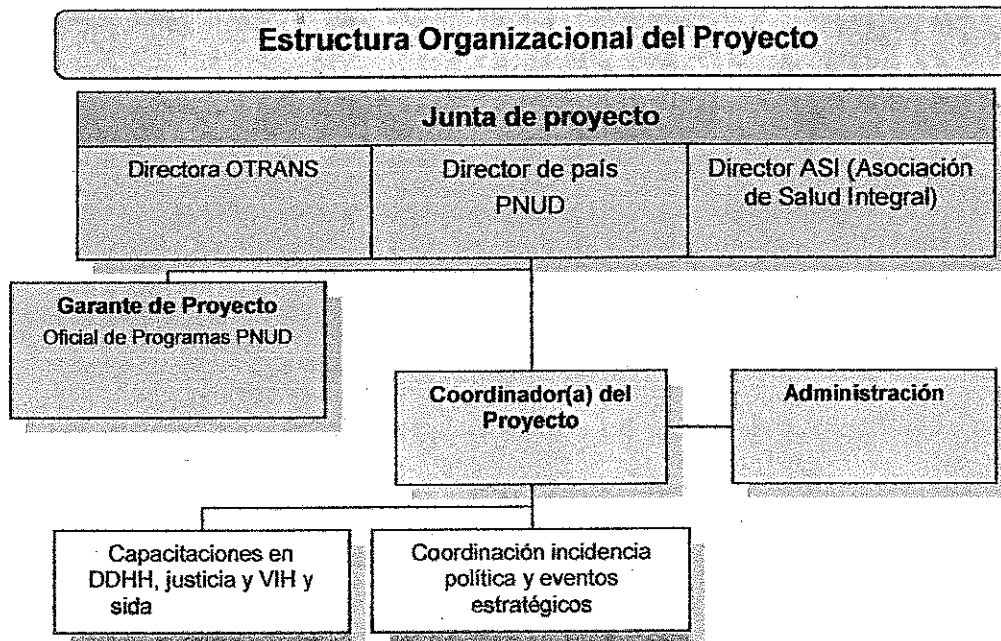 Estructura Organizacional del Proyecto
Junta de proyecto
Directora OTRANS
Director de país
PNUD
Director ASI (Asociación
de Salud Integral)
Garante de Proyecto
Oficial de Programas PNUD
Coordinador(a) del
Proyecto
Administración
Capacitaciones en
DDHH, justicia y VIH y
sida
Coordinación incidencia
política y eventos
estratégicos